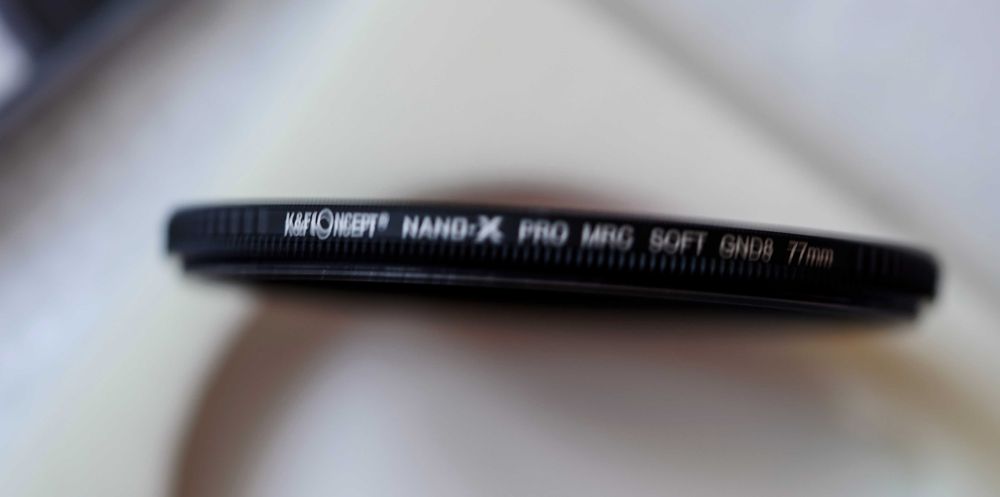 K&F CONCEPT® NANO-X PRO MRC SOFT GND8 77mm